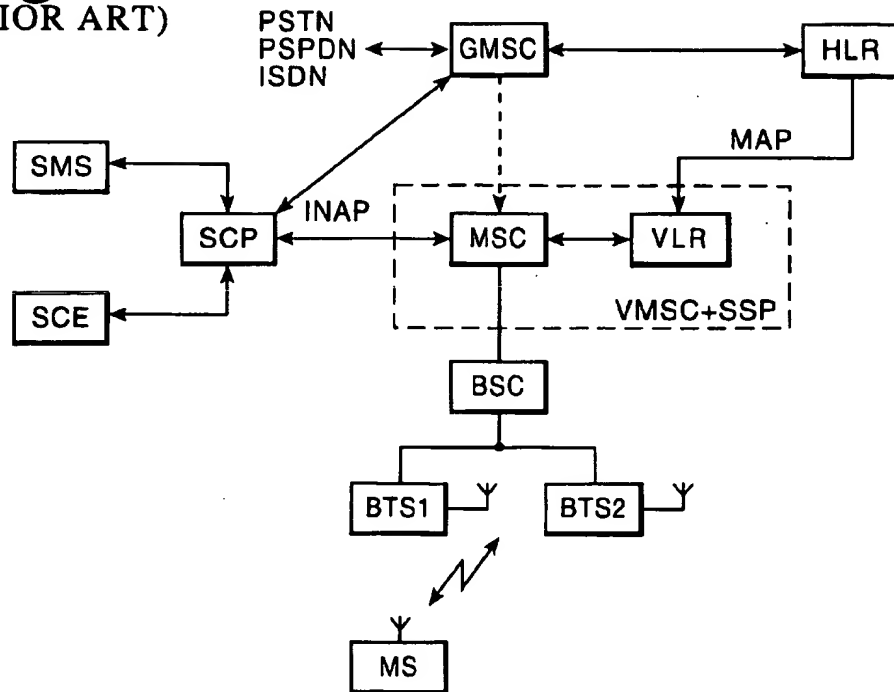 IOR ART)
PSTN
PSPDN
ISDN
GMSC
HLR
MAP
SMS
SCP
INAP
MSC
VLR
SCE
VMSC+SSP
BSC
BTS1
BTS2
MS